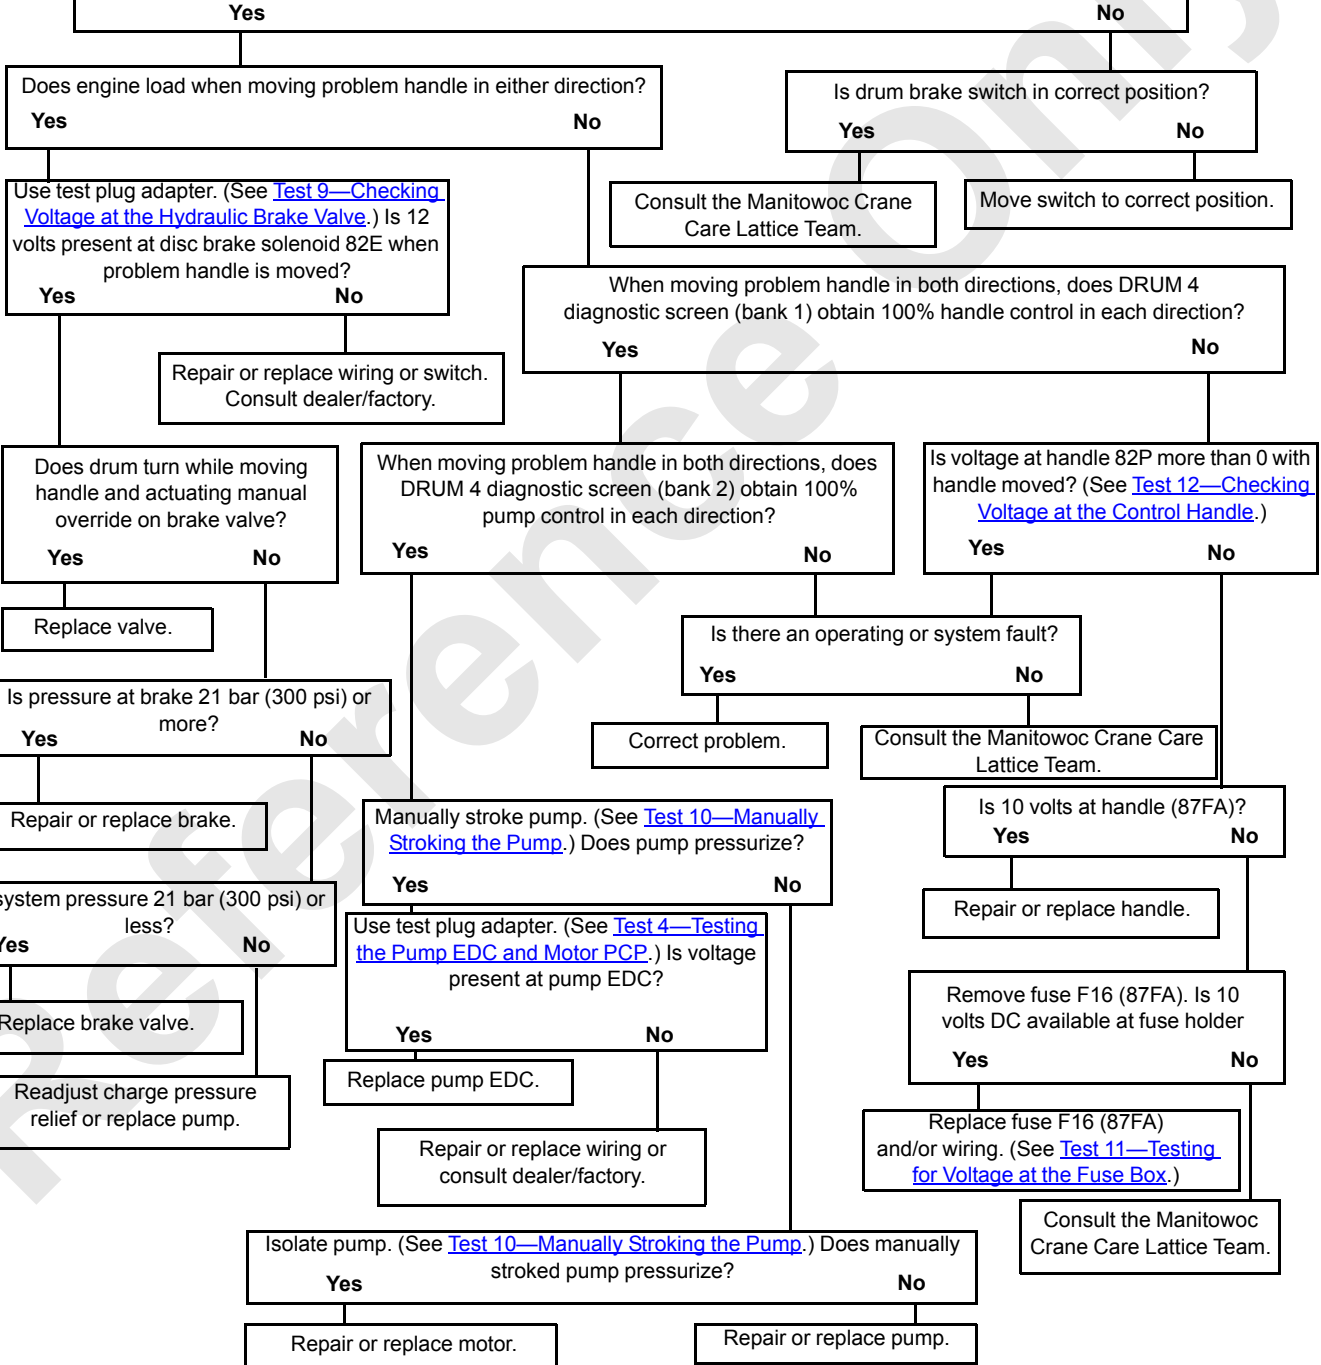 Yes No
Does engine load when moving problem handle in either direction?
Yes No
Is drum brake switch in correct position?
Yes No
Use test plug adapter. (See Test 9—Checking
Voltage at the Hydraulic Brake Valve.) Is 12
volts present at disc brake solenoid 82E when
problem handle is moved?
Yes No
Consult the Manitowoc Crane
Care Lattice Team.
Move switch to correct position.
When moving problem handle in both directions, does DRUM 4
diagnostic screen (bank 1) obtain 100% handle control in each direction?
Yes No
Repair or replace wiring or switch.
Consult dealer/factory.
Does drum turn while moving
handle and actuating manual
override on brake valve?
Yes No
When moving problem handle in both directions, does
DRUM 4 diagnostic screen (bank 2) obtain 100%
pump control in each direction?
Yes No
Is voltage at handle 82P more than 0 with
handle moved? (See Test 12—Checking
Voltage at the Control Handle.)
Yes No
Replace valve.
Is there an operating or system fault?
Yes No
Is pressure at brake 21 bar (300 psi) or
more?
Yes No
Correct problem.
Consult the Manitowoc Crane Care
Lattice Team.
Repair or replace brake.
Manually stroke pump. (See Test 10—Manually
Stroking the Pump.) Does pump pressurize?
Yes No
Is 10 volts at handle (87FA)?
Yes No
system pressure 21 bar (300 psi) or
less?
Yes No
Use test plug adapter. (See Test 4—Testing
the Pump EDC and Motor PCP.) Is voltage
present at pump EDC?
Yes No
Repair or replace handle.
Replace brake valve.
Remove fuse F16 (87FA). Is 10
volts DC available at fuse holder
Yes No
Readjust charge pressure
relief or replace pump.
Replace pump EDC.
Repair or replace wiring or
consult dealer/factory.
Replace fuse F16 (87FA)
and/or wiring. (See Test 11—Testing
for Voltage at the Fuse Box.)
Consult the Manitowoc
Crane Care Lattice Team.
Isolate pump. (See Test 10—Manually Stroking the Pump.) Does manually
stroked pump pressurize?
Yes No
Repair or replace motor.
Repair or replace pump.
Reference Only